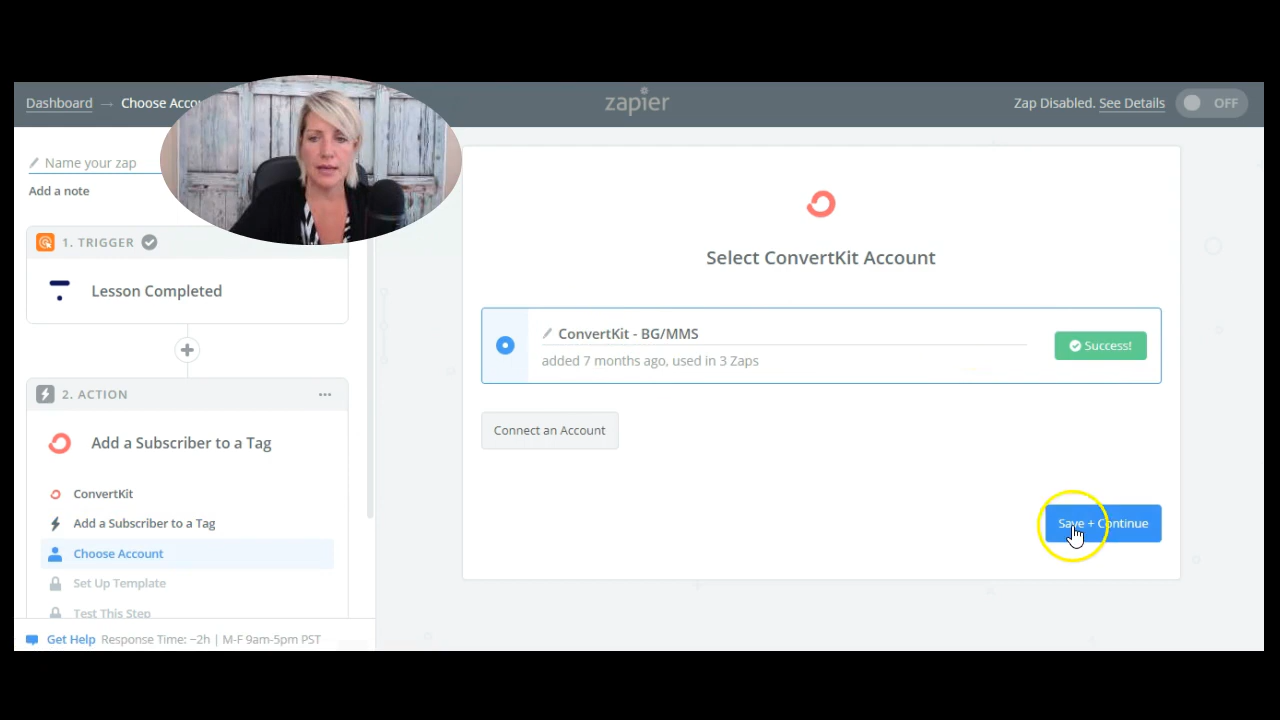 Dashboard → Choose Accou
zapier
Zap Disabled. See Details
OFF
Name your zap
Add a note
1. TRIGGER
Lesson Completed
2. ACTION
Add a Subscriber to a Tag
ConvertKit
Add a Subscriber to a Tag
Choose Account
Set Up Template
Test This Step
Get Help Response Time: ~2h | M-F 9am-5pm PST
Select ConvertKit Account
ConvertKit - BG/MMS
added 7 months ago, used in 3 Zaps
Success!
Connect an Account
Save + Continue